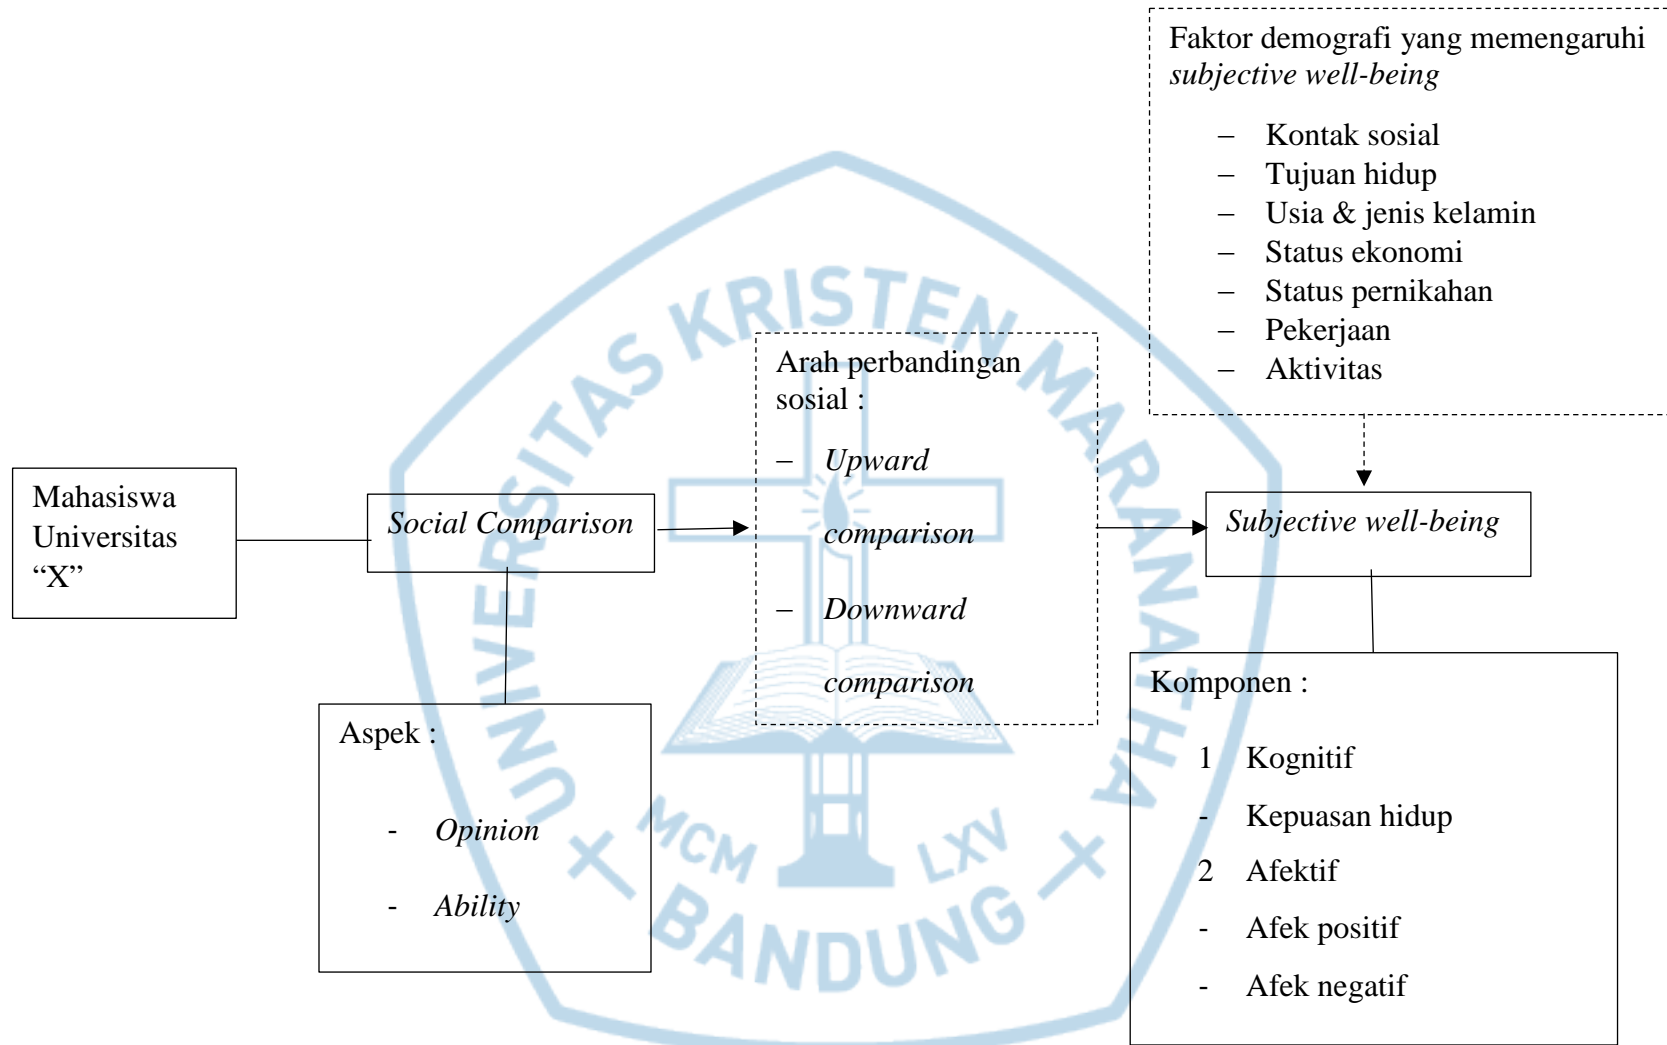 Faktor demografi yang memengaruhi
subjective well-being
– Kontak sosial
– Tujuan hidup
– Usia & jenis kelamin
– Status ekonomi
– Status pernikahan
– Pekerjaan
– Aktivitas
Mahasiswa
Universitas
“X”
Social Comparison
Arah perbandingan
sosial :
– Upward
comparison
– Downward
comparison
Subjective well-being
Aspek :
- Opinion
- Ability
Komponen :
1 Kognitif
- Kepuasan hidup
2 Afektif
- Afek positif
- Afek negatif
UNIVERSITAS KRISTEN MARANATHA
MCM LXV
BANDUNG